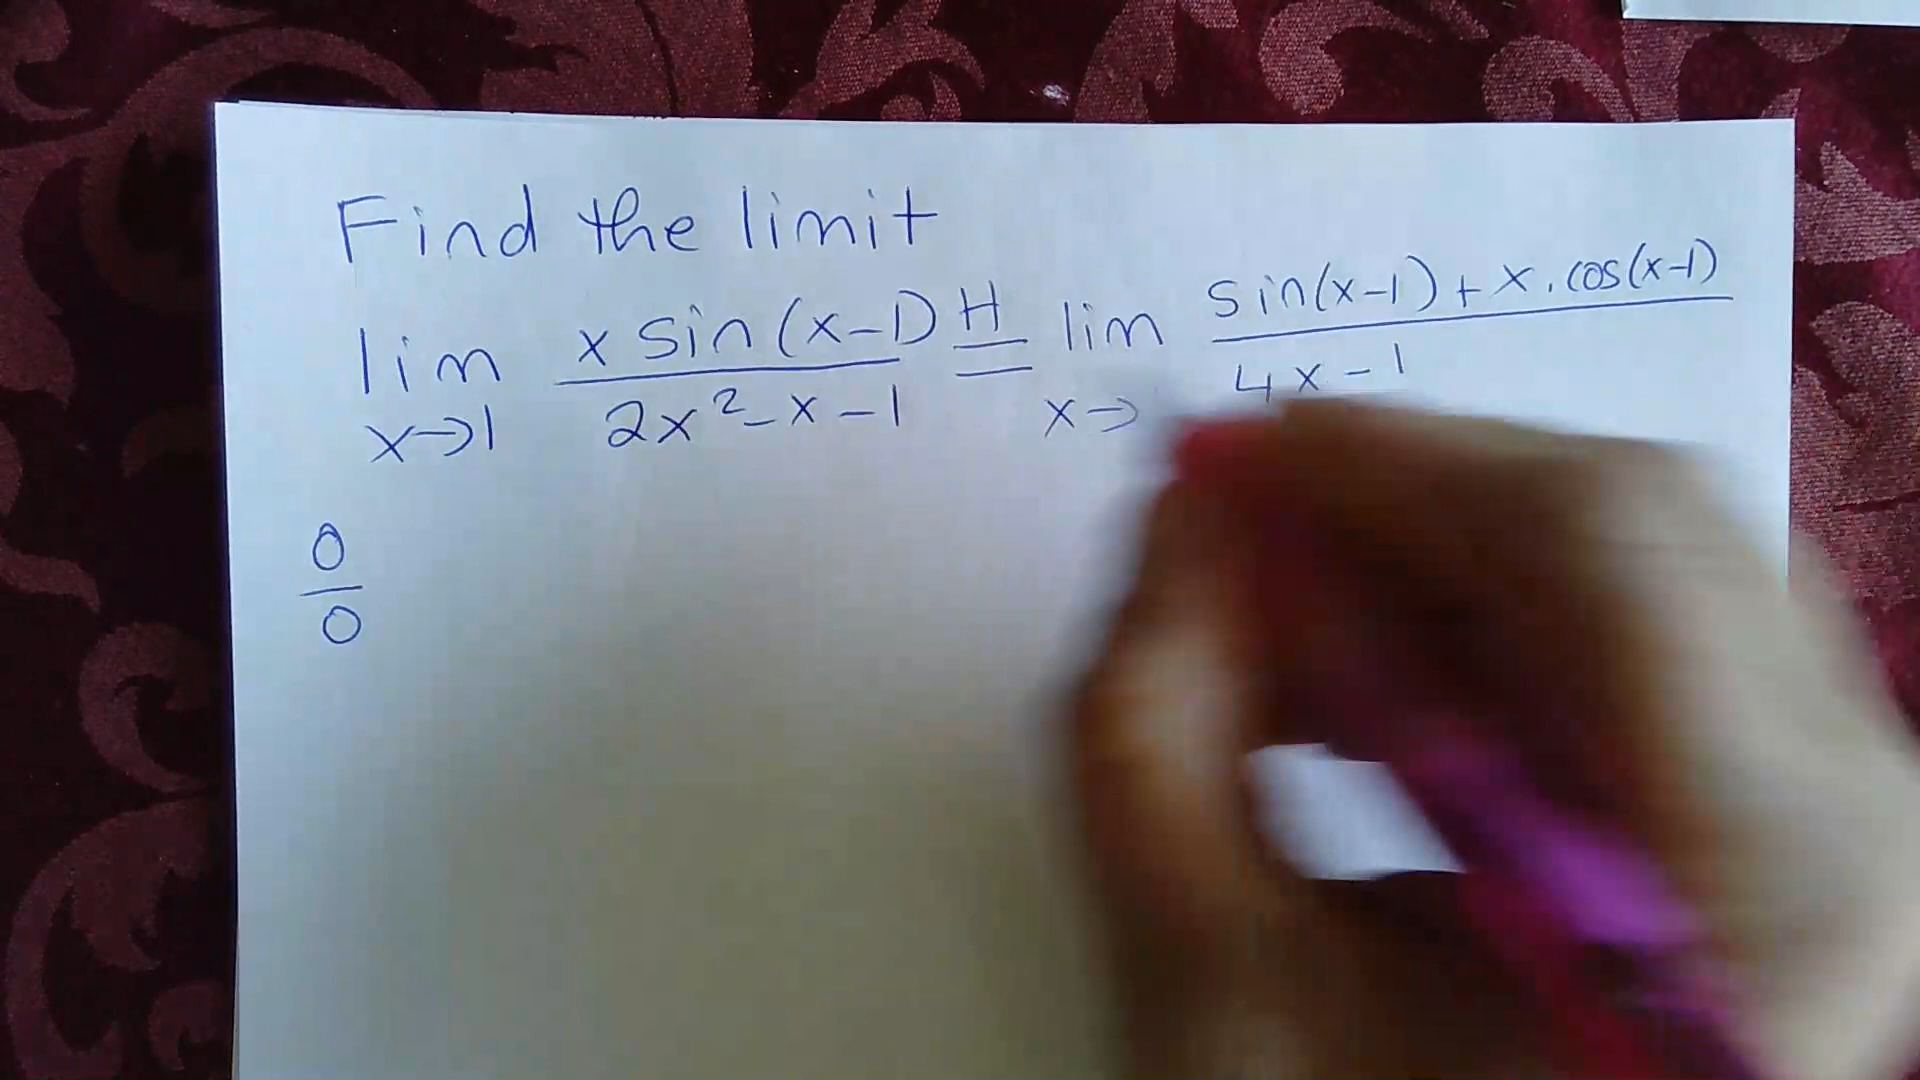 Find the limit
lim x→1 x sin(x-1) / 2x²-x-1 H= lim x→ sin(x-1)+x.cos(x-1) / 4x-1
0/0